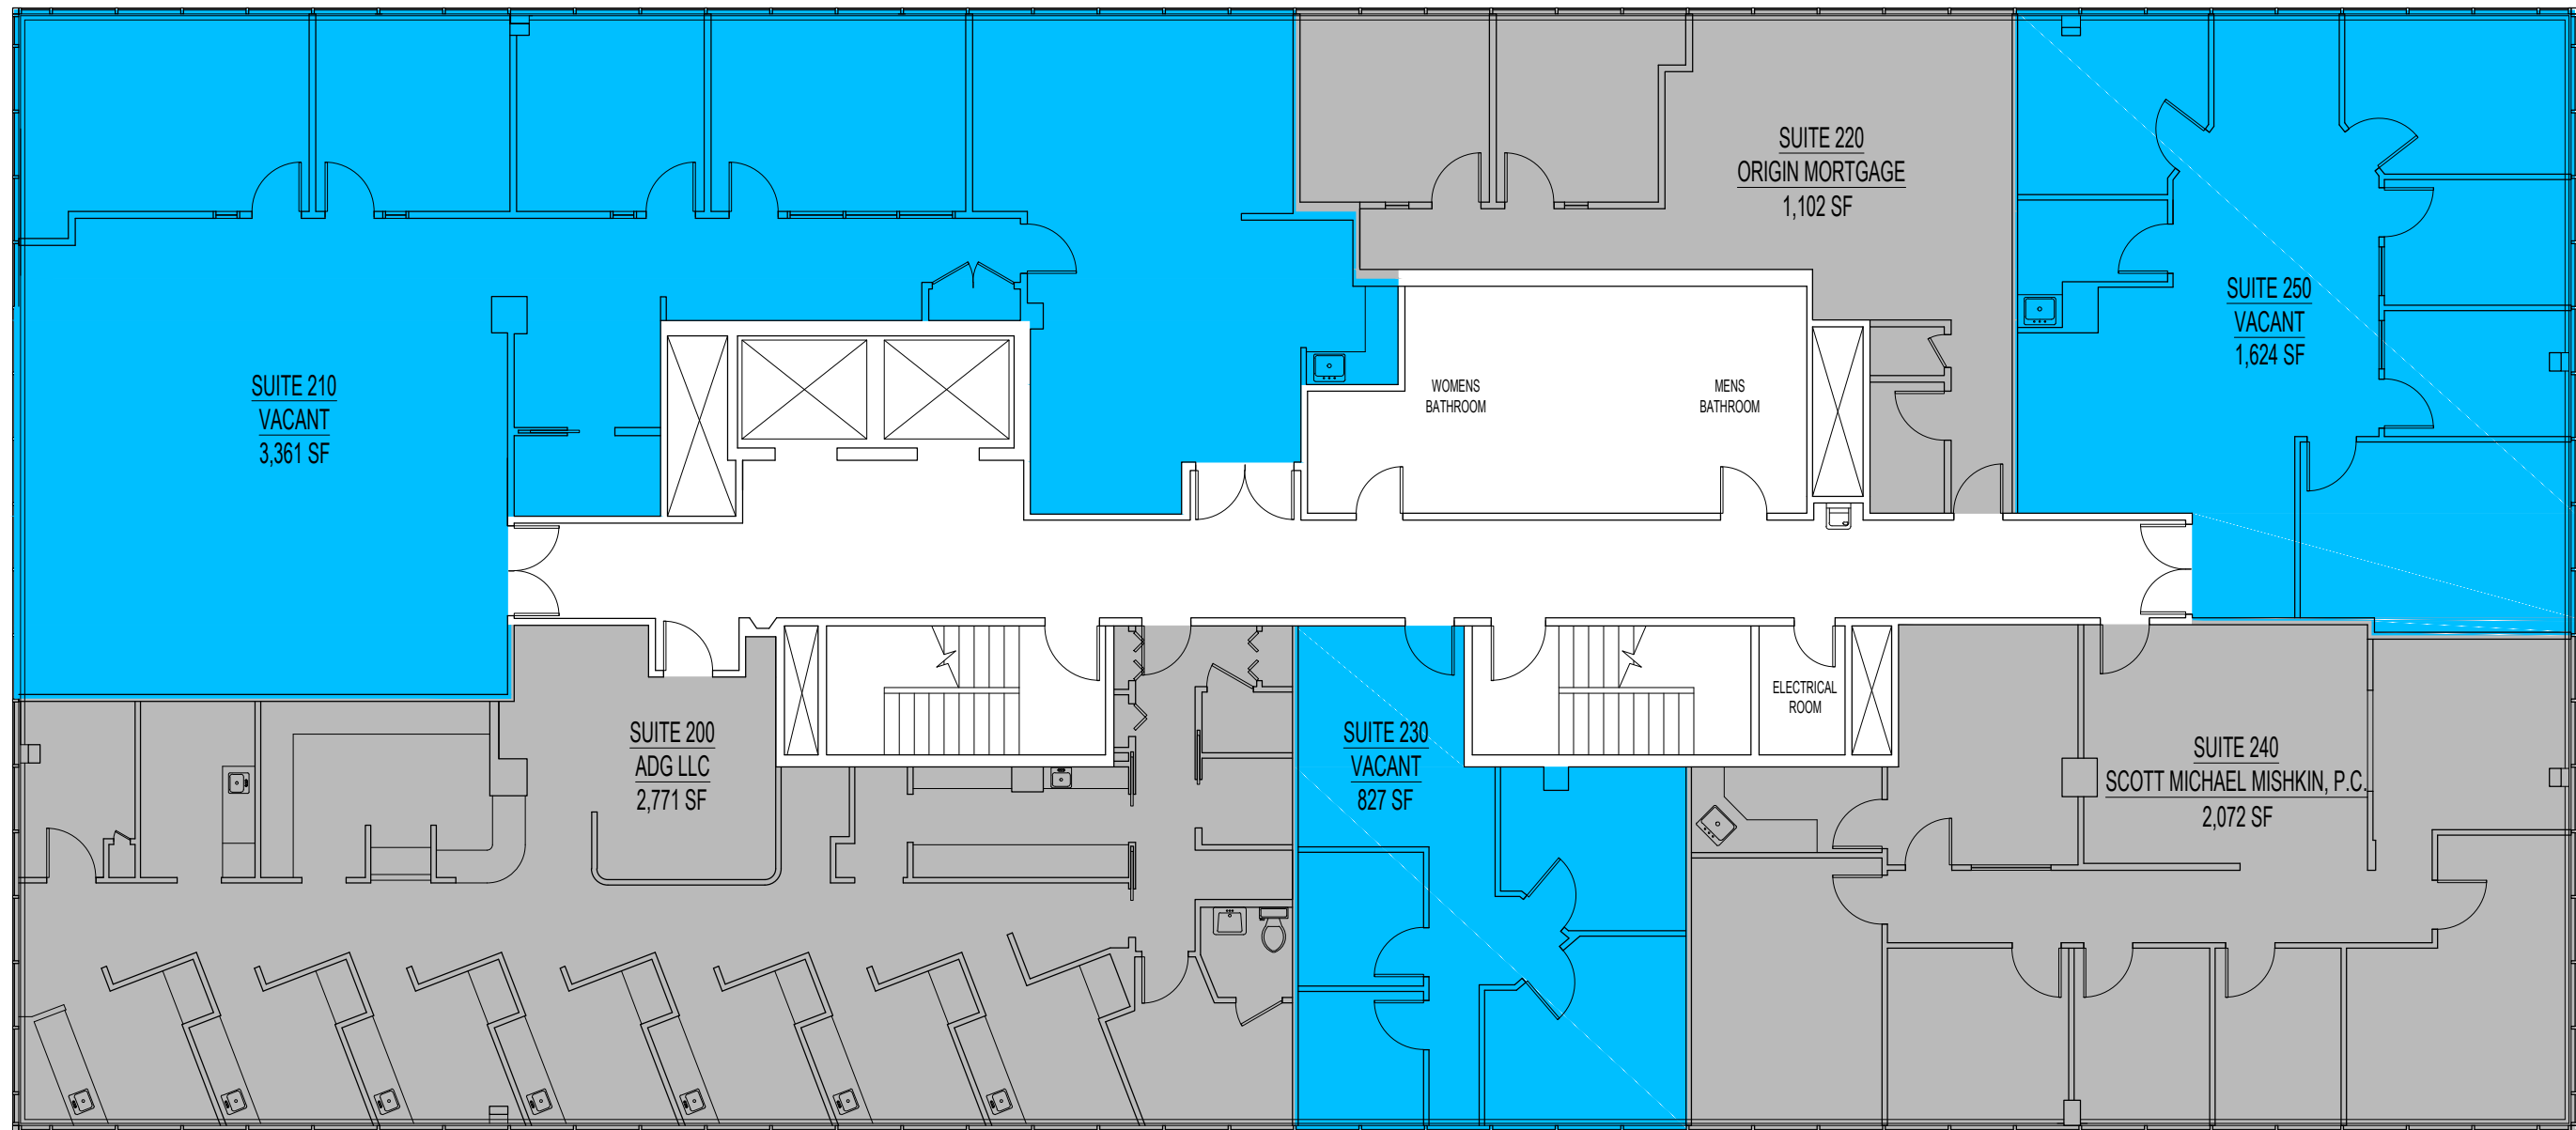 SUITE 210
VACANT
3,361 SF
SUITE 220
ORIGIN MORTGAGE
1,102 SF
SUITE 250
VACANT
1,624 SF
WOMENS
BATHROOM
MENS
BATHROOM
SUITE 200
ADG LLC
2,771 SF
SUITE 230
VACANT
827 SF
ELECTRICAL
ROOM
SUITE 240
SCOTT MICHAEL MISHKIN, P.C.
2,072 SF